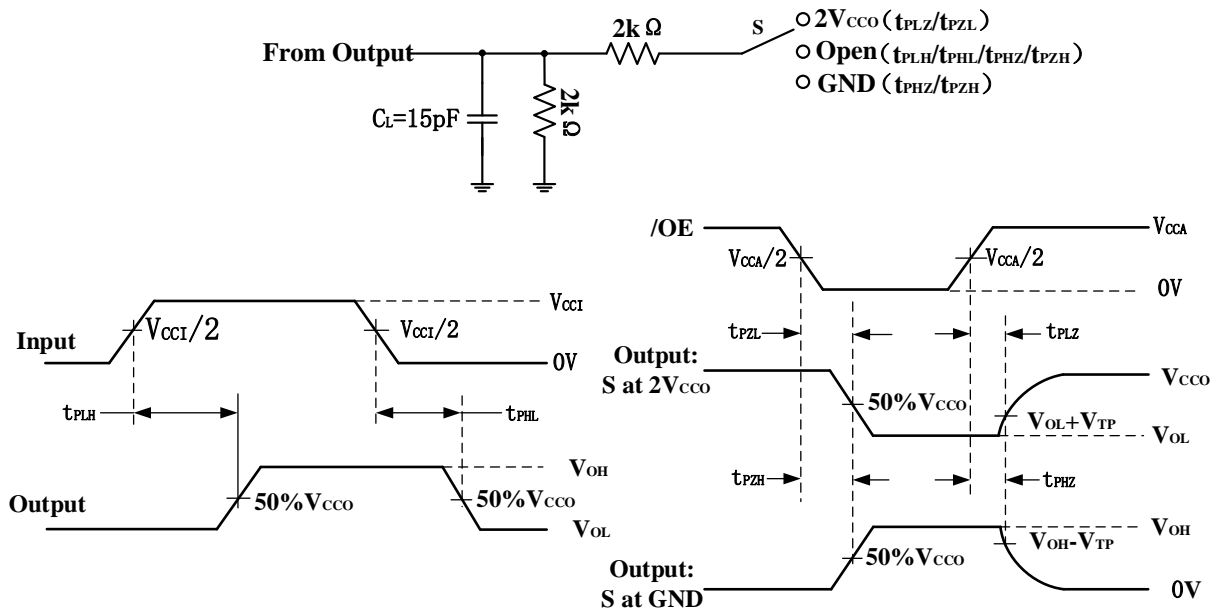 2kΩ
S
2VCCO (tPLZ/tPZL)
From Output
Open (tPLH/tPHL/tPHZ/tPZH)
GND (tPHZ/tPZH)
CL=15pF
2kΩ
/OE
VCCA/2
VCCA/2
VCCA
0V
Input
VCCI/2
VCCI/2
VCCI
0V
tPLH
tPHL
Output
50%VCCO
50%VCCO
VOH
VOL
tPZL
tPLZ
Output:
S at 2VCCO
50%VCCO
VCCO
VOL+VTP
VOL
tPZH
tPHZ
Output:
S at GND
50%VCCO
VOH
VOH-VTP
0V